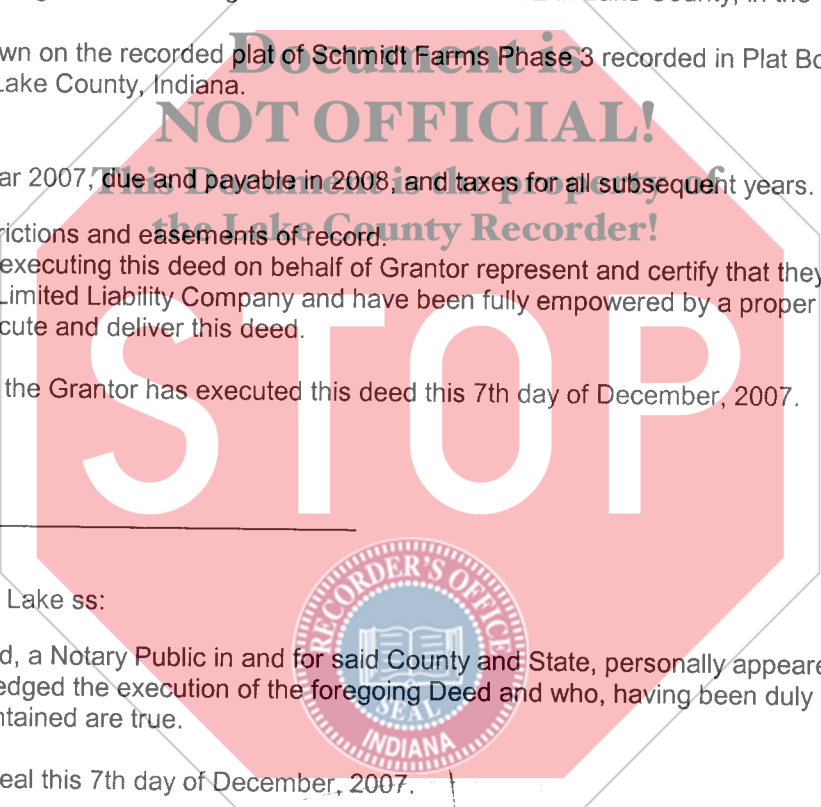 Lake County, in the
wn on the recorded plat of Schmidt Farms Phase 3 recorded in Plat Bo
Lake County, Indiana.
Document is
NOT OFFICIAL!
This Document is the property of
the Lake County Recorder!
ar 2007, due and payable in 2008, and taxes for all subsequent years.
rictions and easements of record.
executing this deed on behalf of Grantor represent and certify that they
Limited Liability Company and have been fully empowered by a proper
cute and deliver this deed.
STOP
the Grantor has executed this deed this 7th day of December, 2007.
RECORDER'S OFFICE
SEAL
INDIANA
Lake ss:
d, a Notary Public in and for said County and State, personally appeare
edged the execution of the foregoing Deed and who, having been duly
ntained are true.
eal this 7th day of December, 2007.